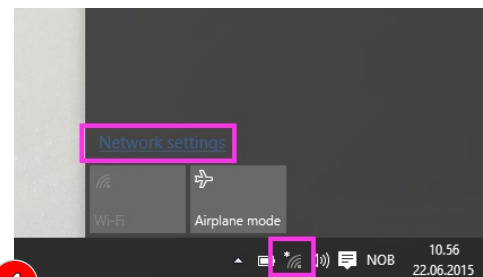 Network settings
Wi-Fi
Airplane mode
NOB
10.56
22.06.2015